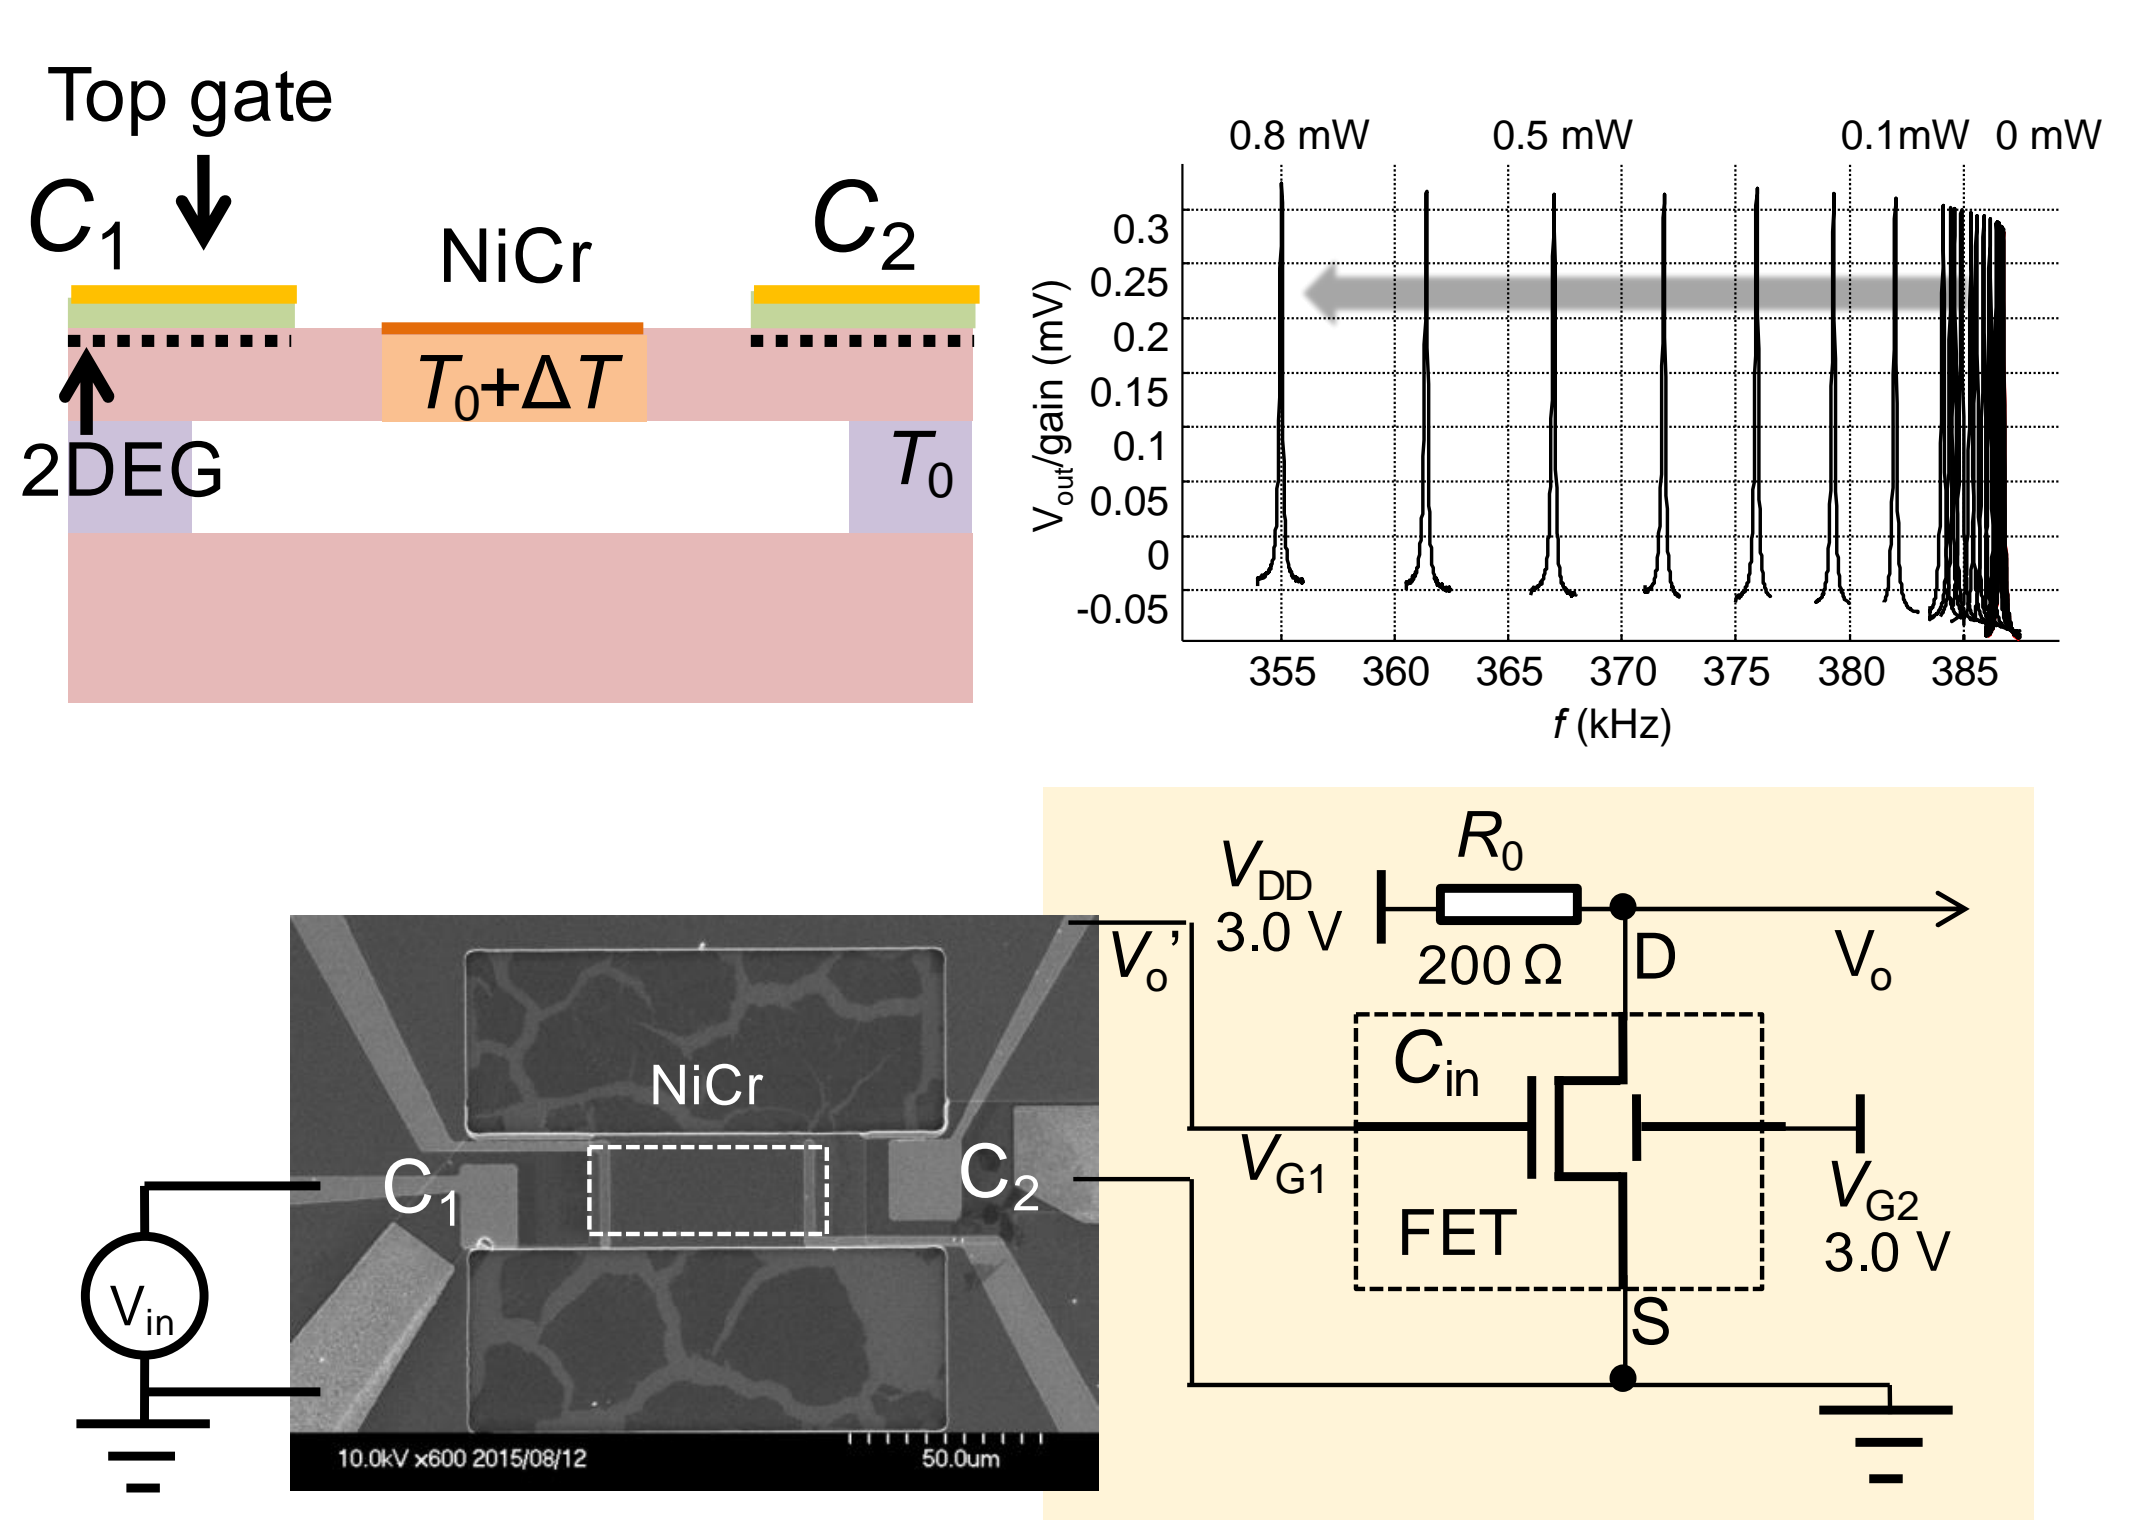 Top gate
C1
NiCr
C2
T0+ΔT
2DEG
T0
0.8 mW
0.5 mW
0.1mW
0 mW
0.3
0.25
0.2
0.15
0.1
0.05
0
-0.05
Vout/gain (mV)
355
360
365
370
375
380
385
f (kHz)
VDD
3.0 V
R0
200 Ω
Vo’
D
Vo
Cin
NiCr
C1
C2
VG1
FET
VG2
3.0 V
Vin
S
10.0kV x600 2015/08/12
50.0um